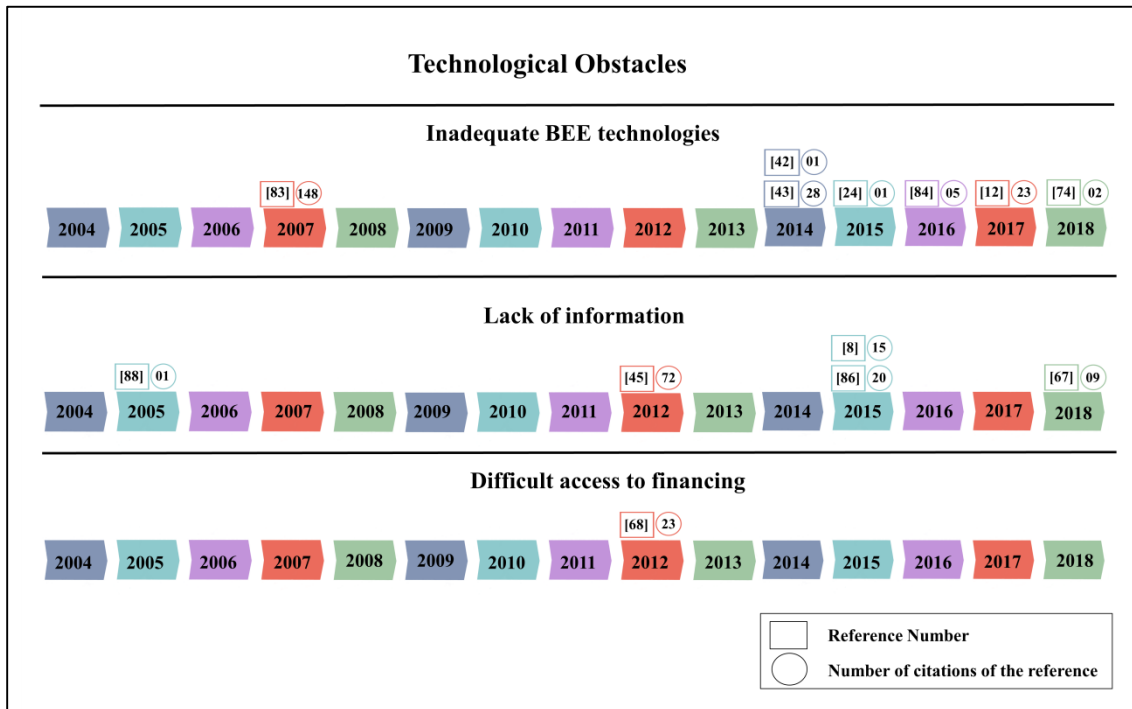 Technological Obstacles
Inadequate BEE technologies
[42] 01
[83] 148 [43] 28 [24] 01 [84] 05 [12] 23 [74] 02
2004 2005 2006 2007 2008 2009 2010 2011 2012 2013 2014 2015 2016 2017 2018
Lack of information
[8] 15
[88] 01 [45] 72 [86] 20 [67] 09
2004 2005 2006 2007 2008 2009 2010 2011 2012 2013 2014 2015 2016 2017 2018
Difficult access to financing
[68] 23
2004 2005 2006 2007 2008 2009 2010 2011 2012 2013 2014 2015 2016 2017 2018
Reference Number
Number of citations of the reference